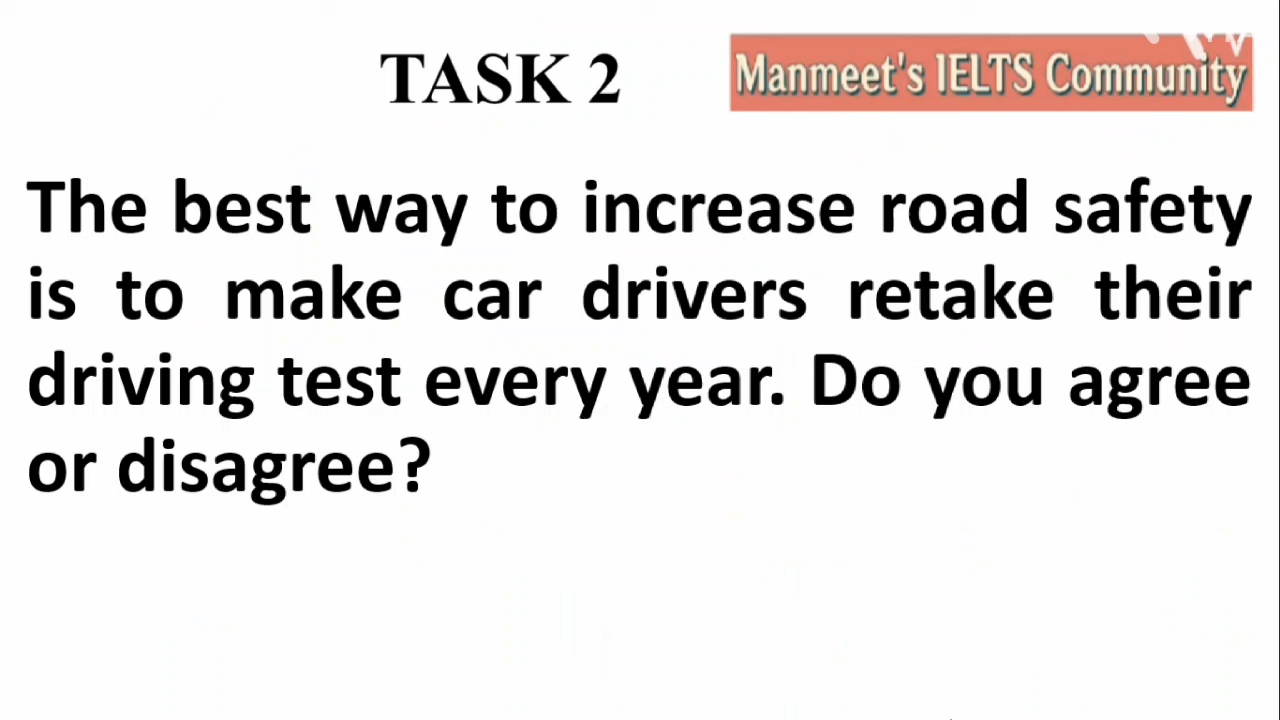 TASK 2
Manmeet's IELTS Community
The best way to increase road safety
is to make car drivers retake their
driving test every year. Do you agree
or disagree?